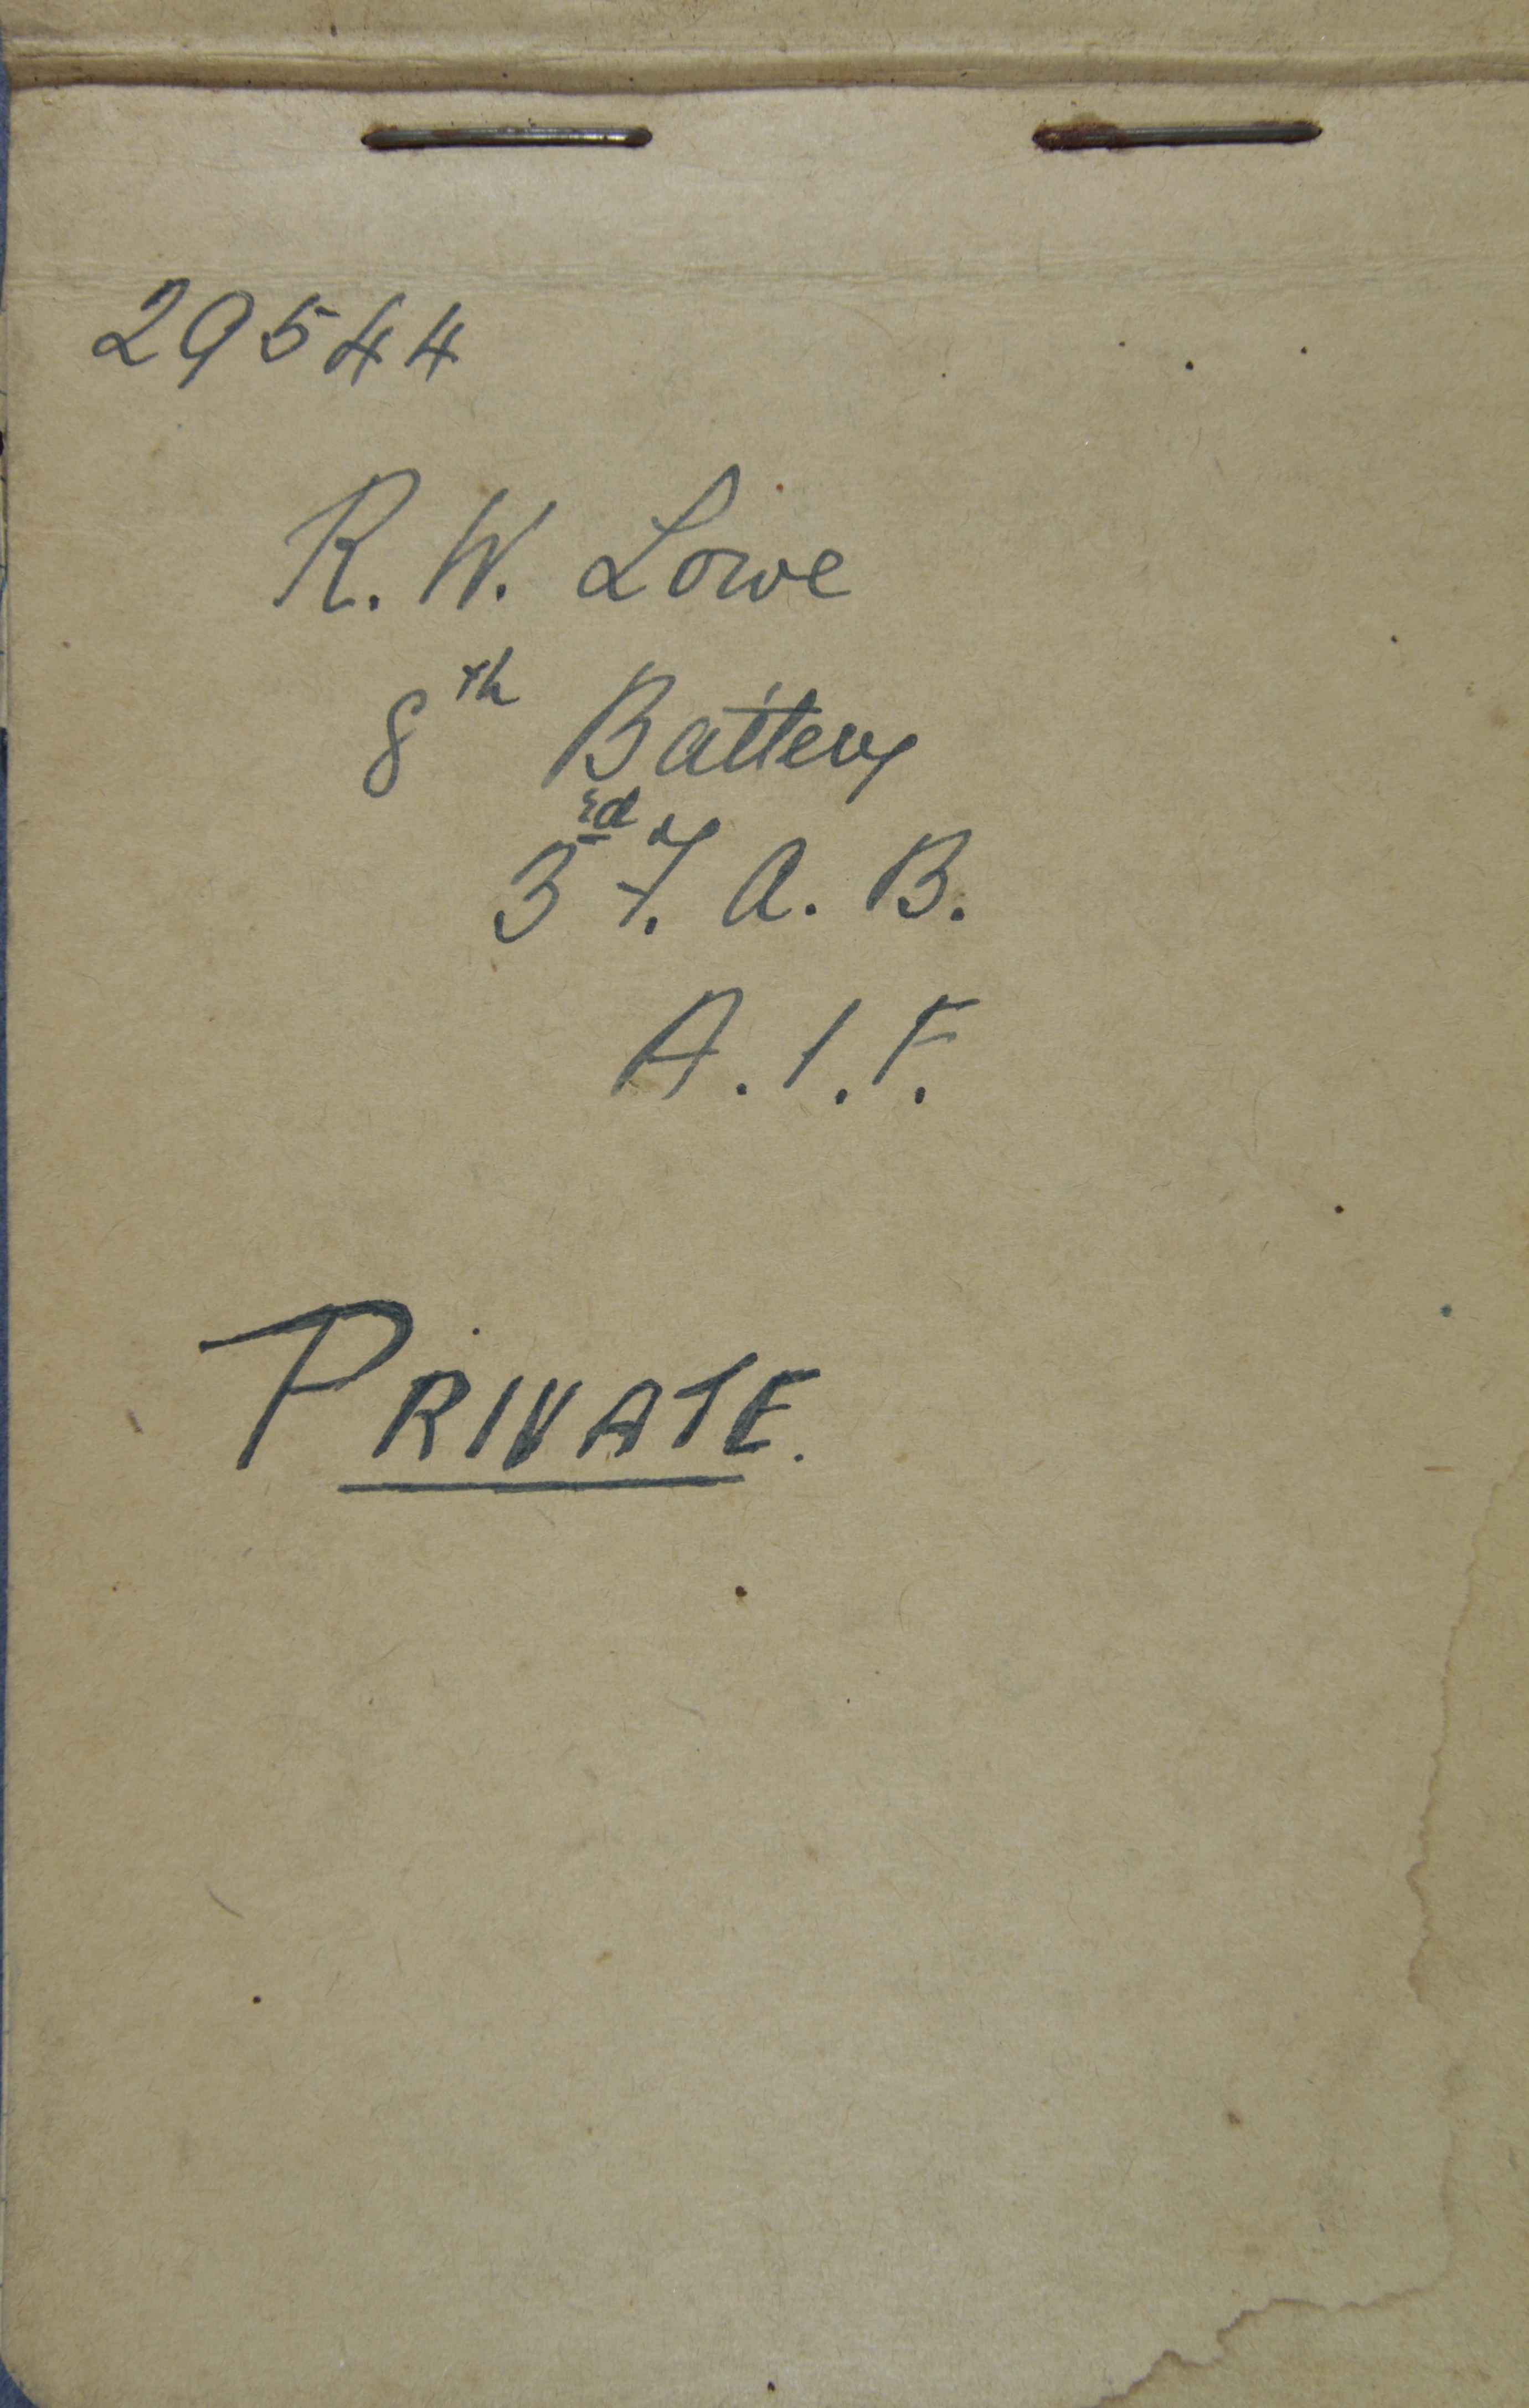 29544
R. W. Lowe
8th Battery
3rd F. A. B.
A. I. F.
PRIVATE.